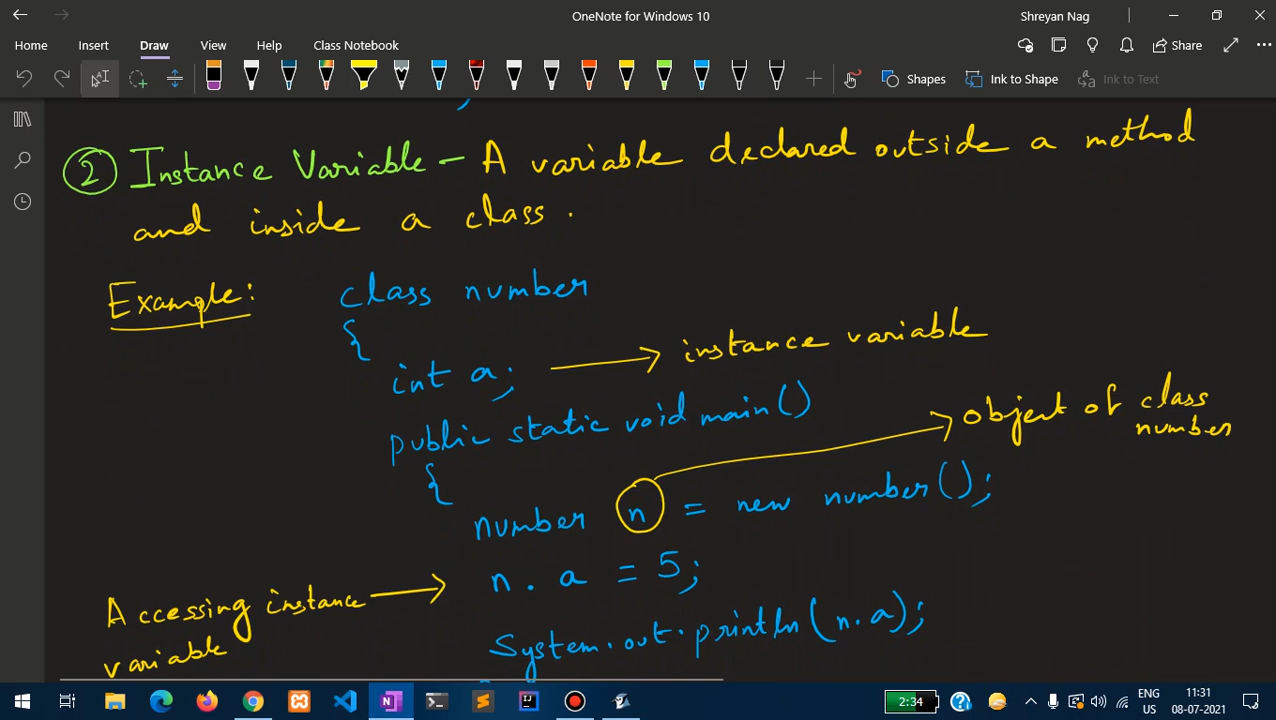 OneNote for Windows 10
Shreyan Nag
Home Insert Draw View Help Class Notebook
Share
Shapes Ink to Shape Ink to Text
② Instance Variable - A variable declared outside a method
and inside a class.
Example: class number
{
int a; → instance variable
public static void main()
object of class
number
{
number n = new number();
n.a = 5;
Accessing instance →
variable
System.out.println(n.a);
2:34
ENG
US
11:31
08-07-2021